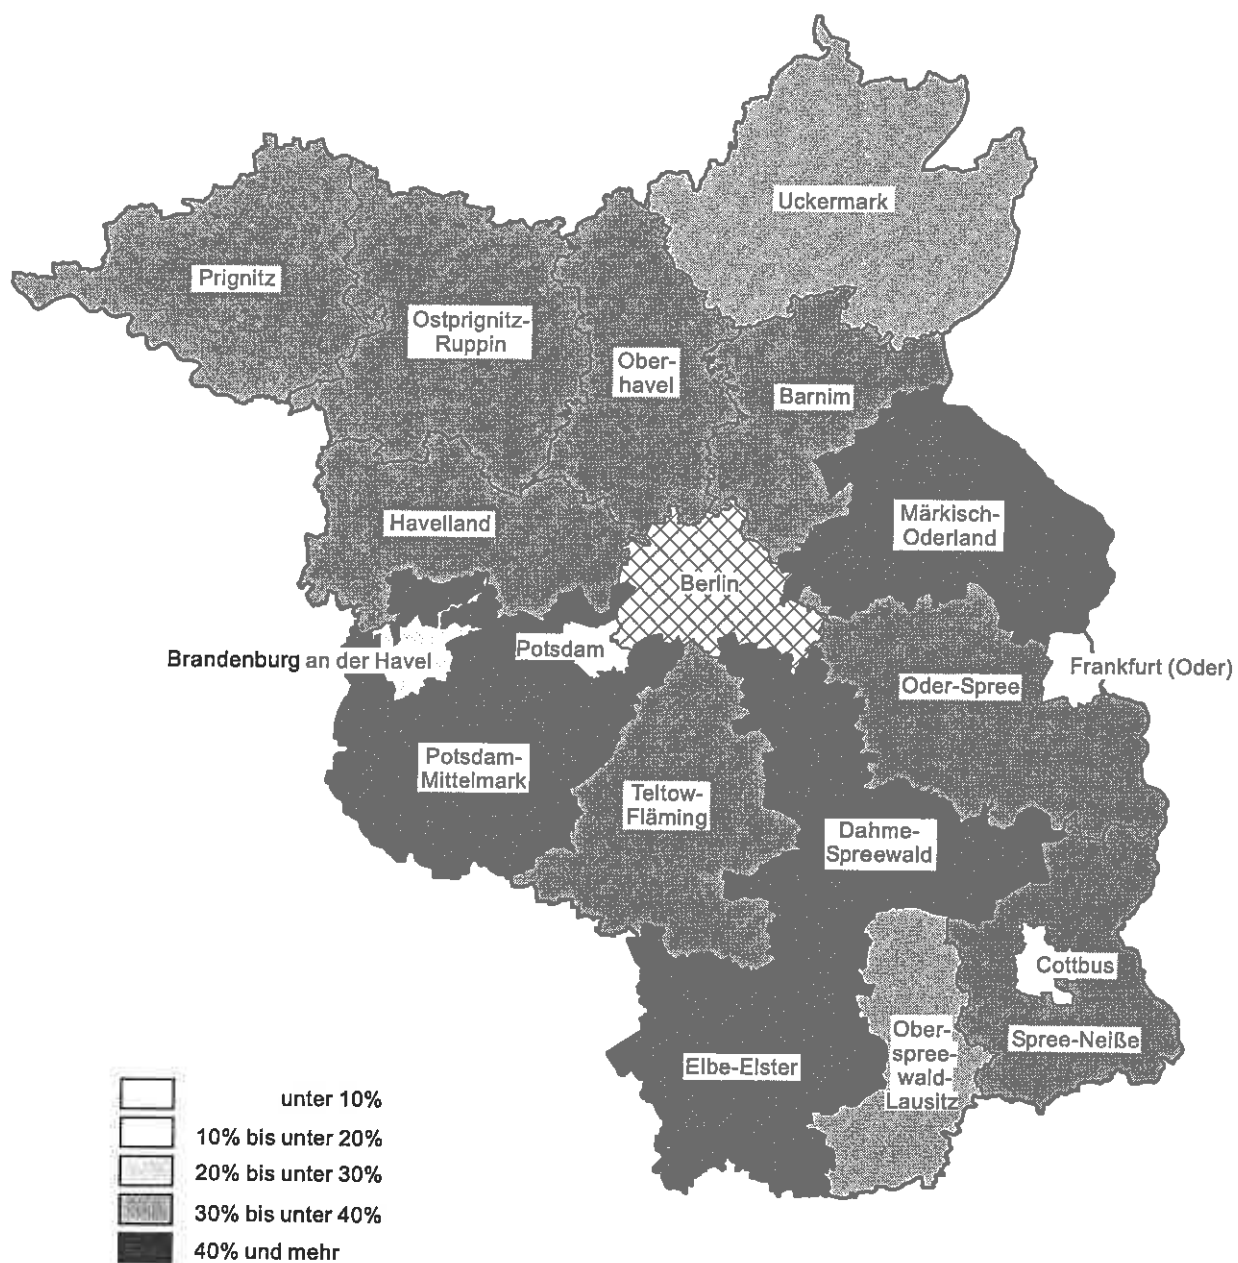 Uckermark
Prignitz
Ostprignitz-
Ruppin
Ober-
havel
Barnim
Havelland
Märkisch-
Oderland
Berlin
Brandenburg an der Havel
Potsdam
Frankfurt (Oder)
Oder-Spree
Potsdam-
Mittelmark
Teltow-
Fläming
Dahme-
Spreewald
Cottbus
Spree-Neiße
Ober-
spree-
wald-
Lausitz
Elbe-Elster
unter 10%
10% bis unter 20%
20% bis unter 30%
30% bis unter 40%
40% und mehr